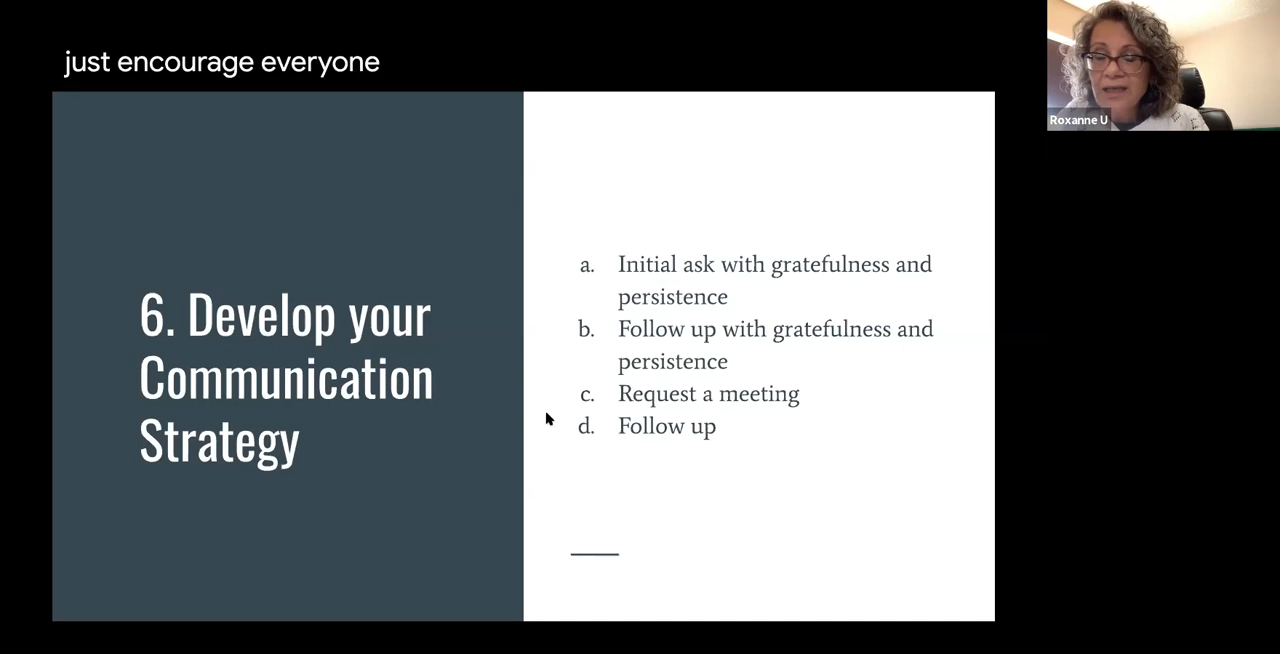 just encourage everyone
Roxanne U
6. Develop your
Communication
Strategy
a. Initial ask with gratefulness and
persistence
b. Follow up with gratefulness and
persistence
c. Request a meeting
d. Follow up